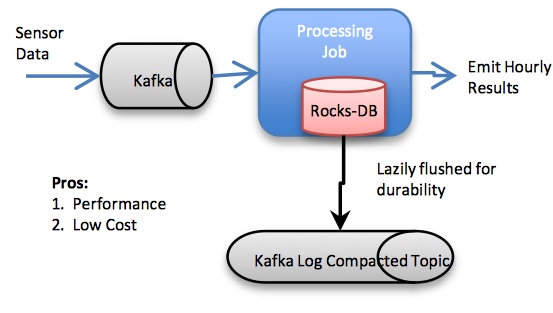 Sensor
Data
Kafka
Processing
Job
Rocks-DB
Emit Hourly
Results
Lazily flushed for
durability
Pros:
1. Performance
2. Low Cost
Kafka Log Compacted Topic